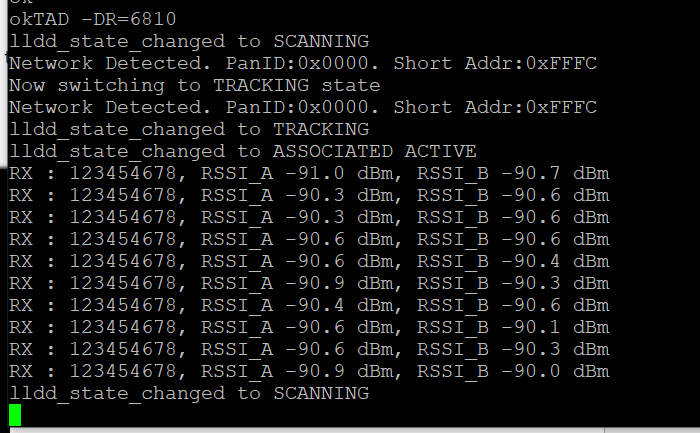 ok
okTAD -DR=6810
lldd_state_changed to SCANNING
Network Detected. PanID:0x0000. Short Addr:0xFFFC
Now switching to TRACKING state
Network Detected. PanID:0x0000. Short Addr:0xFFFC
lldd_state_changed to TRACKING
lldd_state_changed to ASSOCIATED ACTIVE
RX : 123454678, RSSI_A -91.0 dBm, RSSI_B -90.7 dBm
RX : 123454678, RSSI_A -90.3 dBm, RSSI_B -90.6 dBm
RX : 123454678, RSSI_A -90.3 dBm, RSSI_B -90.6 dBm
RX : 123454678, RSSI_A -90.6 dBm, RSSI_B -90.6 dBm
RX : 123454678, RSSI_A -90.6 dBm, RSSI_B -90.4 dBm
RX : 123454678, RSSI_A -90.9 dBm, RSSI_B -90.3 dBm
RX : 123454678, RSSI_A -90.4 dBm, RSSI_B -90.6 dBm
RX : 123454678, RSSI_A -90.6 dBm, RSSI_B -90.1 dBm
RX : 123454678, RSSI_A -90.6 dBm, RSSI_B -90.3 dBm
RX : 123454678, RSSI_A -90.9 dBm, RSSI_B -90.0 dBm
lldd_state_changed to SCANNING